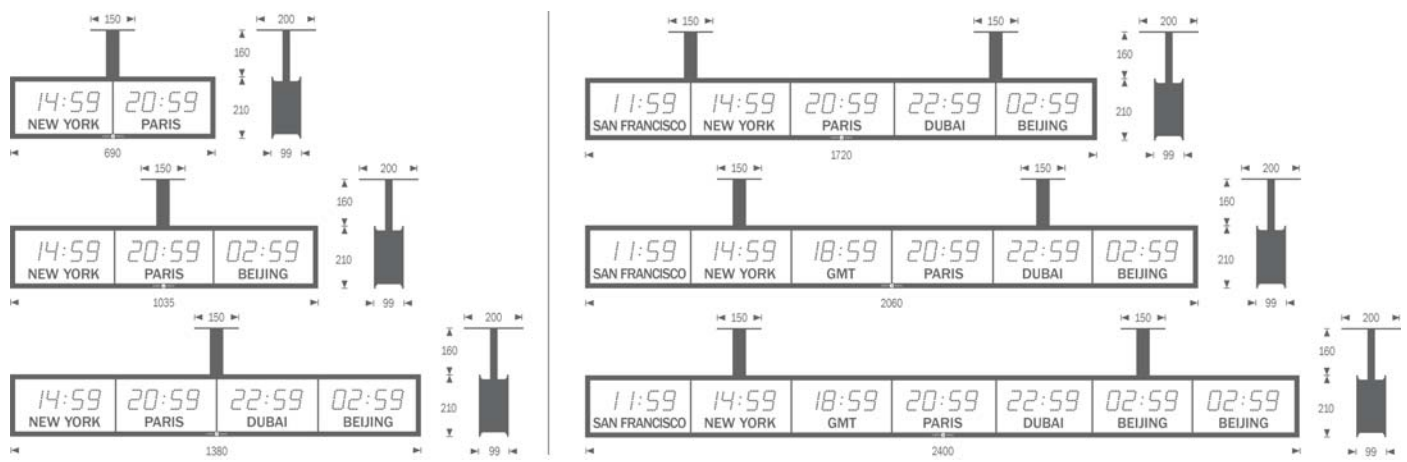 150 200
160
210
14:59 20:59
NEW YORK PARIS
690 99
150 200
160
210
14:59 20:59 02:59
NEW YORK PARIS BEIJING
1035 99
150 200
160
210
14:59 20:59 22:59 02:59
NEW YORK PARIS DUBAI BEIJING
1380 99
150 150 200
160
210
11:59 14:59 20:59 22:59 02:59
SAN FRANCISCO NEW YORK PARIS DUBAI BEIJING
1720 99
150 150 200
160
210
11:59 14:59 18:59 20:59 22:59 02:59
SAN FRANCISCO NEW YORK GMT PARIS DUBAI BEIJING
2060 99
150 150 200
160
210
11:59 14:59 18:59 20:59 22:59 02:59 02:59
SAN FRANCISCO NEW YORK GMT PARIS DUBAI BEIJING BEIJING
2400 99